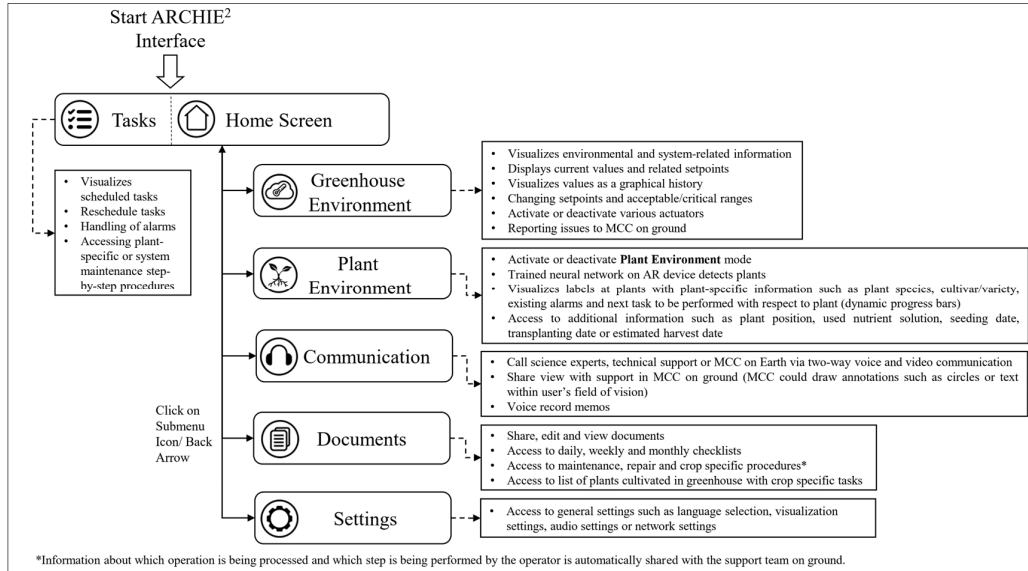 Start ARCHIE²
Interface
Tasks
Home Screen
• Visualizes
scheduled tasks
• Reschedule tasks
• Handling of alarms
• Accessing plant-
specific or system
maintenance step-
by-step procedures
Greenhouse
Environment
• Visualizes environmental and system-related information
• Displays current values and related setpoints
• Visualizes values as a graphical history
• Changing setpoints and acceptable/critical ranges
• Activate or deactivate various actuators
• Reporting issues to MCC on ground
Plant
Environment
• Activate or deactivate Plant Environment mode
• Trained neural network on AR device detects plants
• Visualizes labels at plants with plant-specific information such as plant species, cultivar/variety,
existing alarms and next task to be performed with respect to plant (dynamic progress bars)
• Access to additional information such as plant position, used nutrient solution, seeding date,
transplanting date or estimated harvest date
Communication
• Call science experts, technical support or MCC on Earth via two-way voice and video communication
• Share view with support in MCC on ground (MCC could draw annotations such as circles or text
within user's field of vision)
• Voice record memos
Click on
Submenu
Icon/ Back
Arrow
Documents
• Share, edit and view documents
• Access to daily, weekly and monthly checklists
• Access to maintenance, repair and crop specific procedures*
• Access to list of plants cultivated in greenhouse with crop specific tasks
Settings
• Access to general settings such as language selection, visualization
settings, audio settings or network settings
*Information about which operation is being processed and which step is being performed by the operator is automatically shared with the support team on ground.